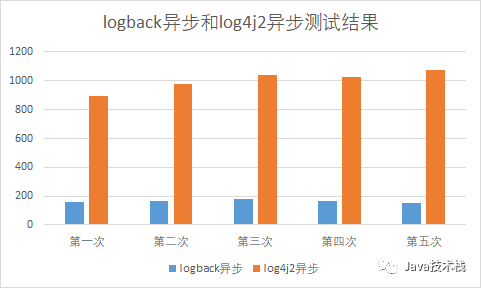 logback异步和log4j2异步测试结果
1200
1000
800
600
400
200
0
第一次 第二次 第三次 第四次 第五次
logback异步 log4j2异步
Java技术栈